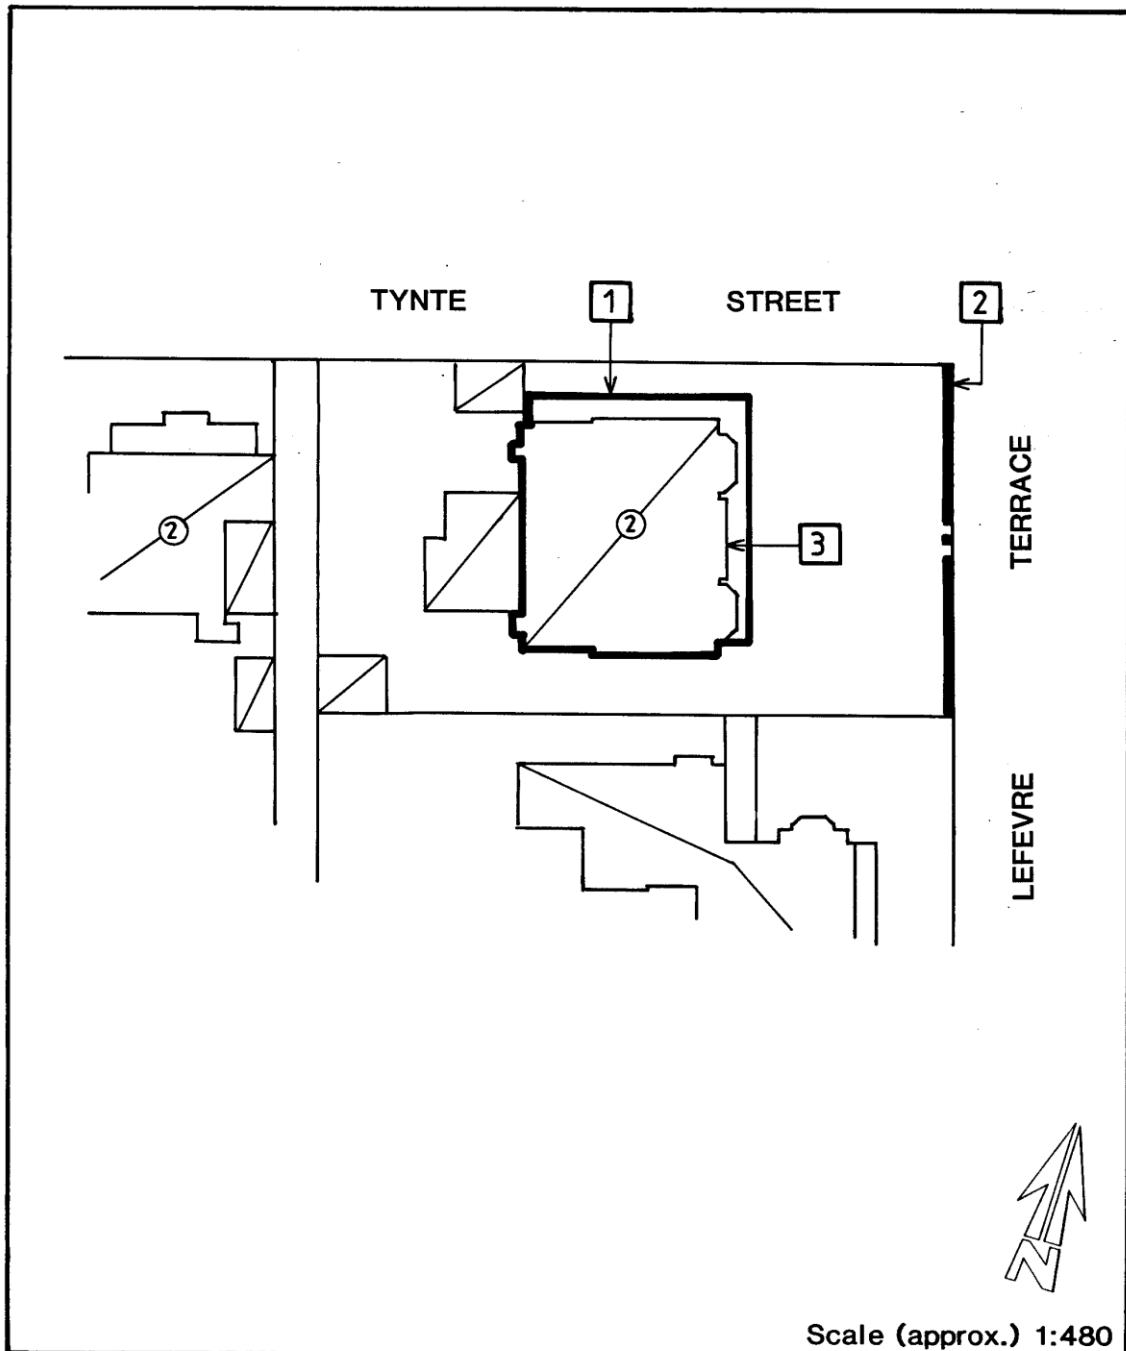 TYNTE 1 STREET 2
TERRACE
2 2 3
LEFEVRE
N
Scale (approx.) 1:480